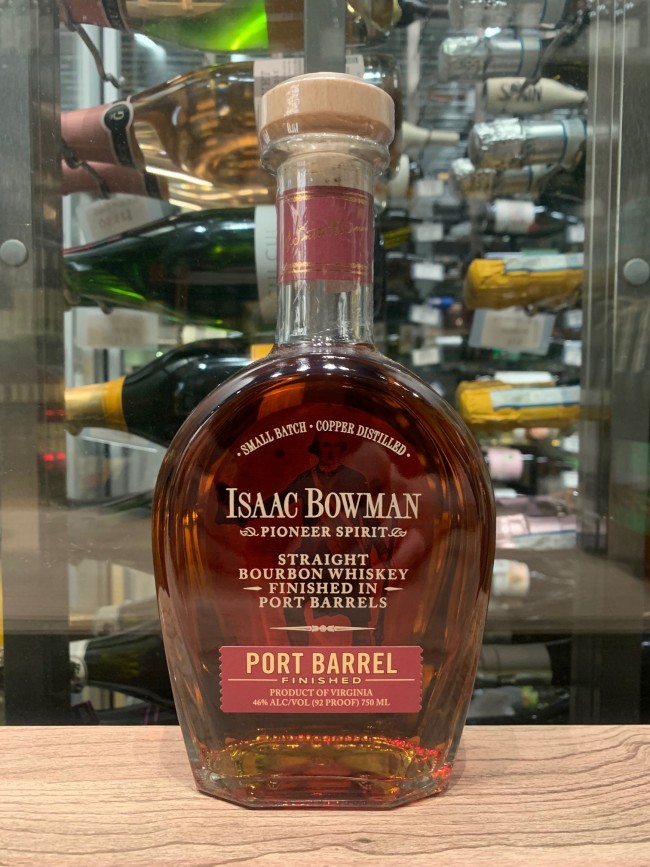 • SMALL BATCH • COPPER DISTILLED •
ISAAC BOWMAN
PIONEER SPIRIT
STRAIGHT
BOURBON WHISKEY
FINISHED IN
PORT BARRELS
PORT BARREL
FINISHED
PRODUCT OF VIRGINIA
46% ALC/VOL (92 PROOF) 750 ML